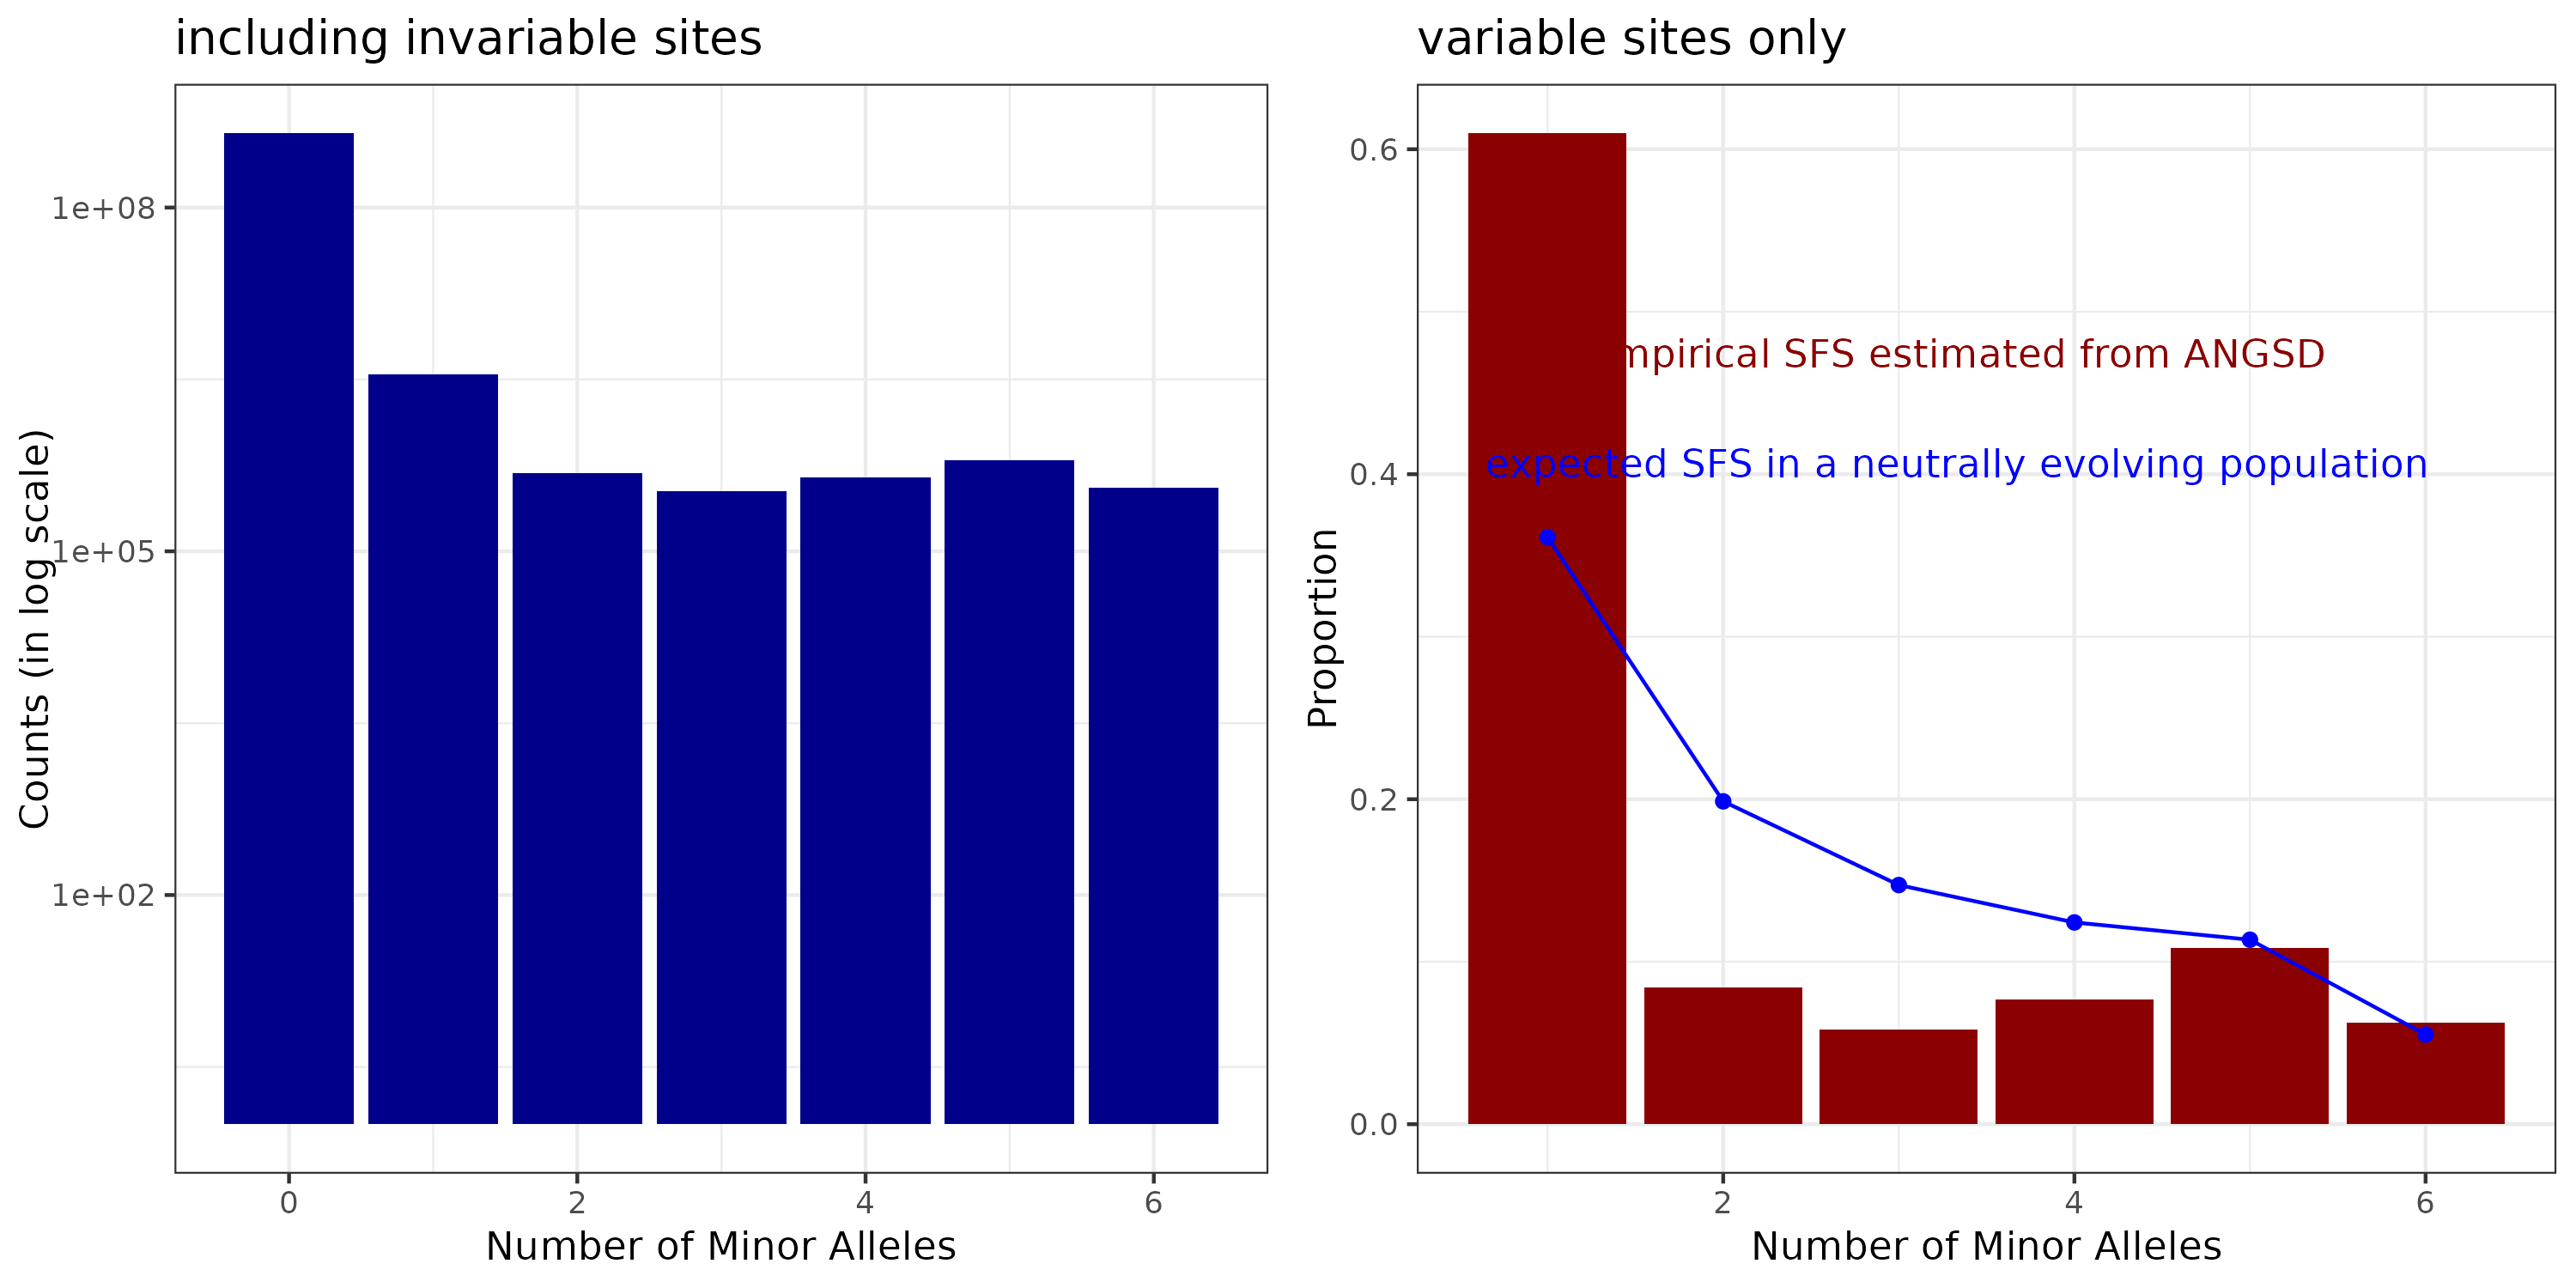 including invariable sites
1e+08
1e+05
1e+02
Counts (in log scale)
0 2 4 6
Number of Minor Alleles
variable sites only
0.6
0.4
0.2
0.0
Proportion
mpirical SFS estimated from ANGSD
expected SFS in a neutrally evolving population
2 4 6
Number of Minor Alleles